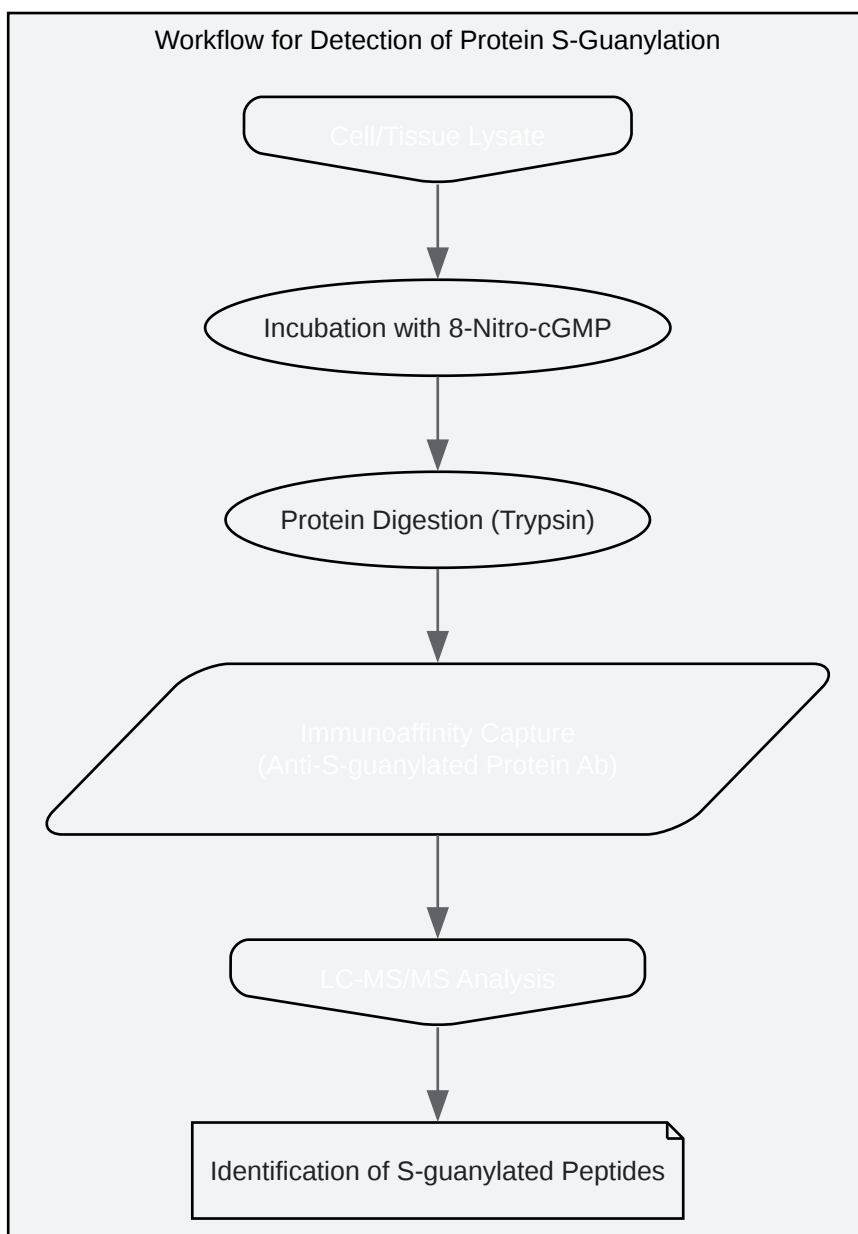 Workflow for Detection of Protein S-Guanylation
Cell/Tissue Lysate
Incubation with 8-Nitro-cGMP
Protein Digestion (Trypsin)
Immunoaffinity Capture
(Anti-S-guanylated Protein Ab)
LC-MS/MS Analysis
Identification of S-guanylated Peptides